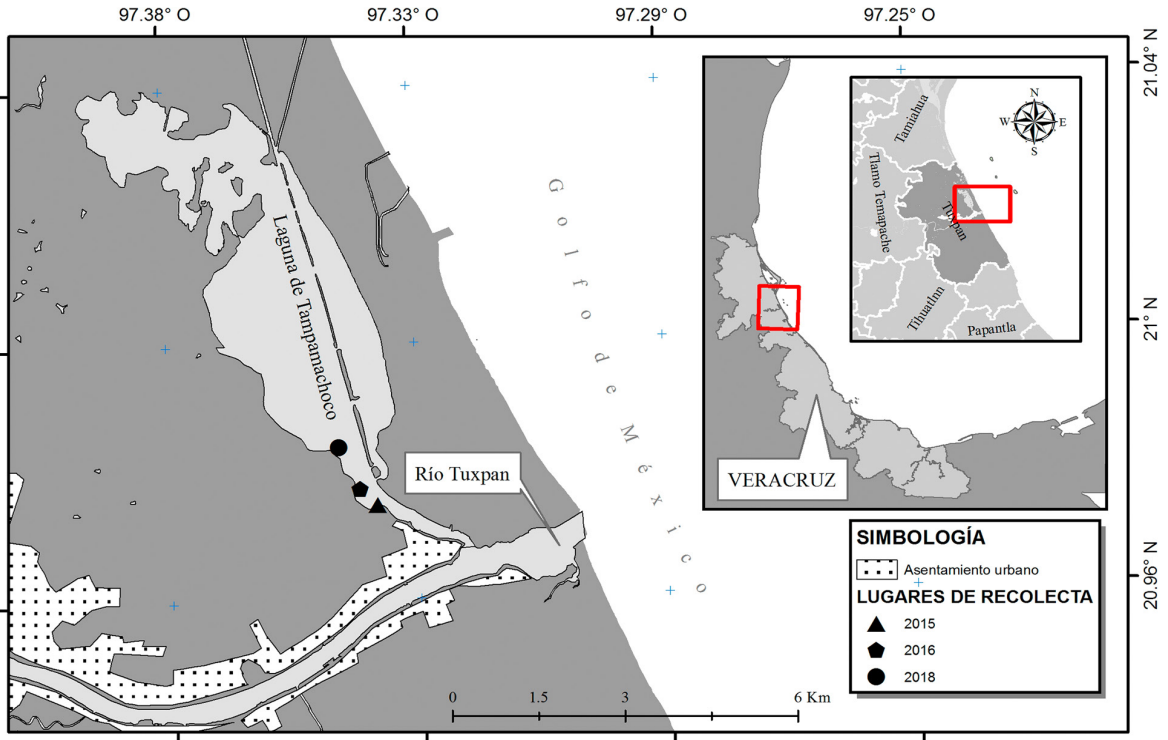 97.38° O
97.33° O
97.29° O
97.25° O
21.04° N
21° N
20.96° N
Laguna de Tampamachoco
Golfo de México
Río Tuxpan
VERACRUZ
Tamiahua
Tlamo Temapache
Tuxpan
Tihuatlnn
Papantla
N
W
E
S
SIMBOLOGÍA
Asentamiento urbano
LUGARES DE RECOLECTA
2015
2016
2018
0 1.5 3 6 Km